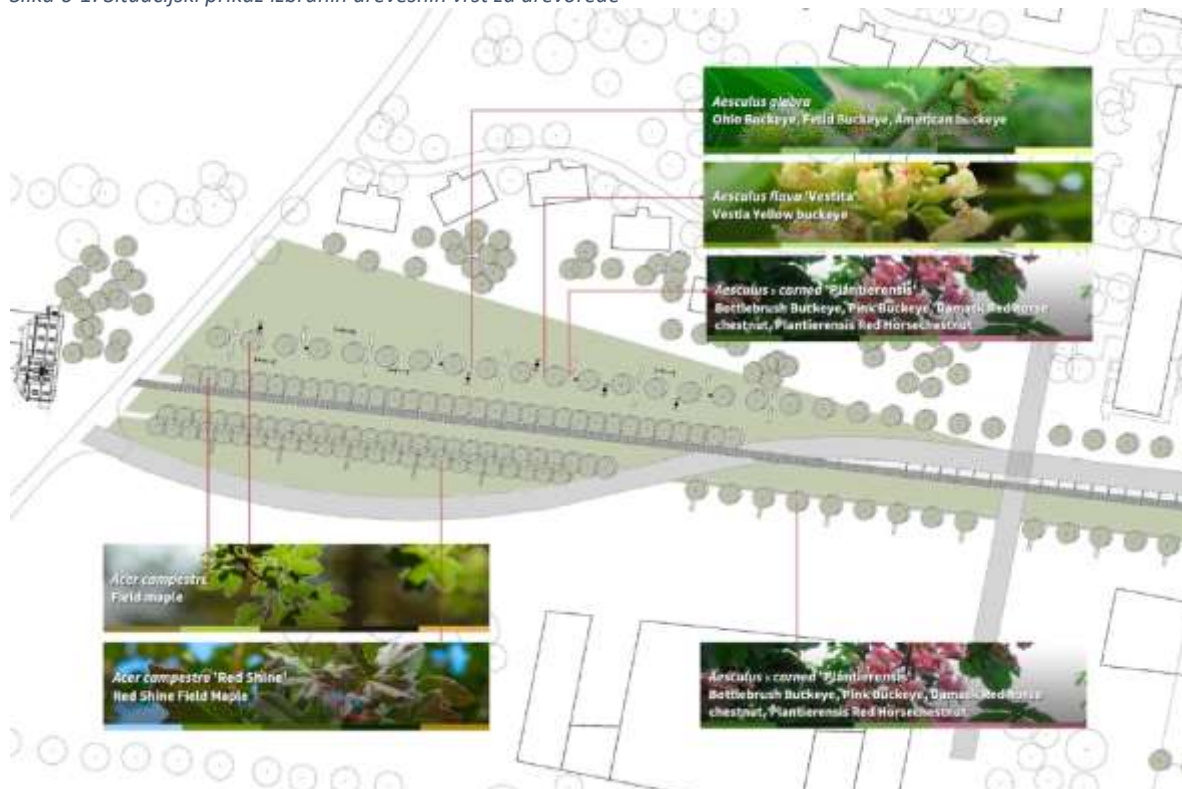 Aesculus glabra
Ohio Buckeye, Fetid Buckeye, American buckeye
Aesculus flava 'Vestita'
Vestia Yellow buckeye
Aesculus x carnea 'Plantierensis'
Bottlebrush Buckeye, Pink Buckeye, Damask Red horse
chestnut, Plantierensis Red Horsechestnut
Acer campestre
Field maple
Acer campestre 'Red Shine'
Red Shine Field Maple
Aesculus x carnea 'Plantierensis'
Bottlebrush Buckeye, Pink Buckeye, Damask Red horse
chestnut, Plantierensis Red Horsechestnut